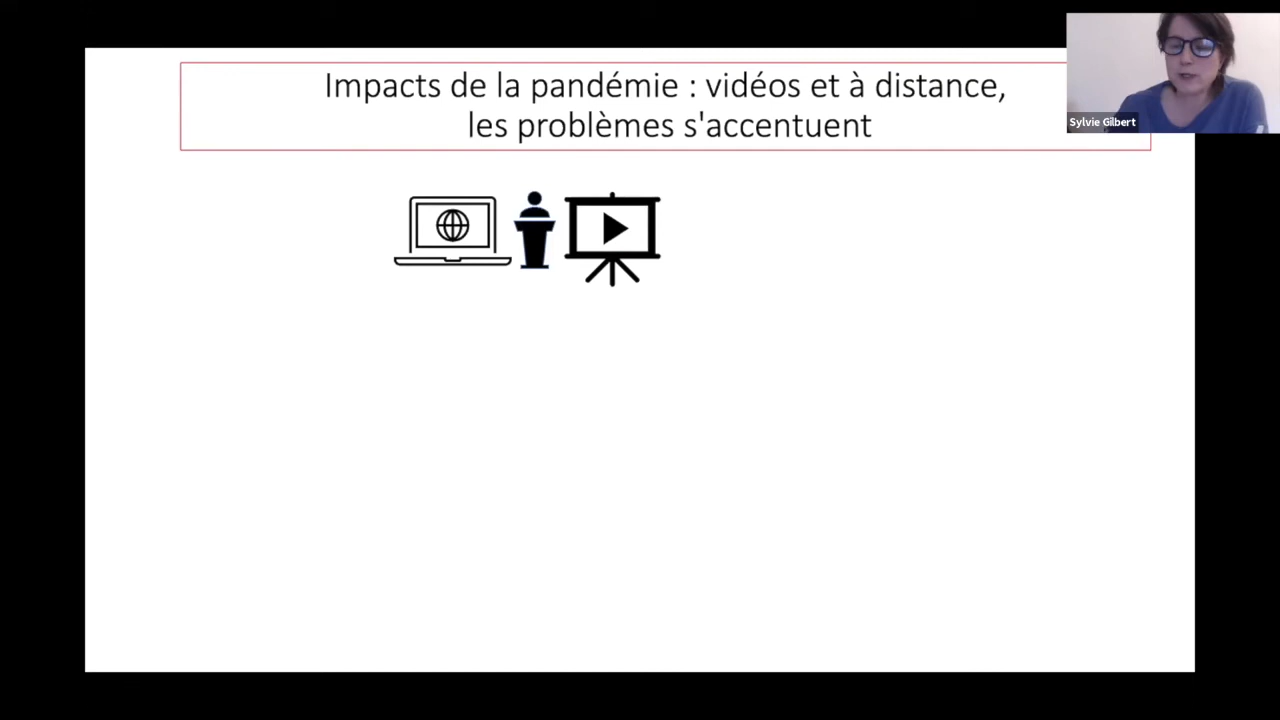 Impacts de la pandémie : vidéos et à distance,
les problèmes s'accentuent
Sylvie Gilbert